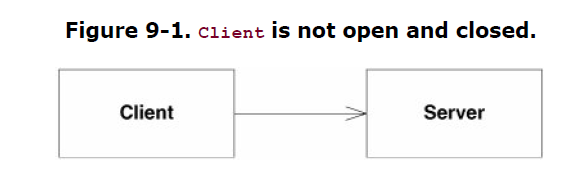 Figure 9-1. Client is not open and closed.
Client
Server